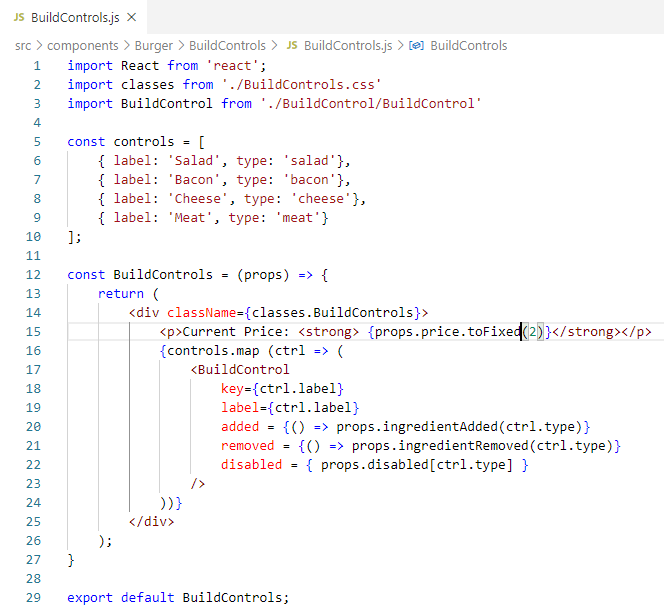 JS BuildControls.js ×
src > components > Burger > BuildControls > JS BuildControls.js > BuildControls
1 import React from 'react';
2 import classes from './BuildControls.css'
3 import BuildControl from './BuildControl/BuildControl'
4
5 const controls = [
6     { label: 'Salad', type: 'salad'},
7     { label: 'Bacon', type: 'bacon'},
8     { label: 'Cheese', type: 'cheese'},
9     { label: 'Meat', type: 'meat'}
10 ];
11
12 const BuildControls = (props) => {
13     return (
14         <div className={classes.BuildControls}>
15             <p>Current Price: <strong> {props.price.toFixed(2)}</strong></p>
16             {controls.map (ctrl => (
17                 <BuildControl
18                     key={ctrl.label}
19                     label={ctrl.label}
20                     added = {() => props.ingredientAdded(ctrl.type)}
21                     removed = {() => props.ingredientRemoved(ctrl.type)}
22                     disabled = { props.disabled[ctrl.type] }
23                 />
24             ))}
25         </div>
26     );
27 }
28
29 export default BuildControls;